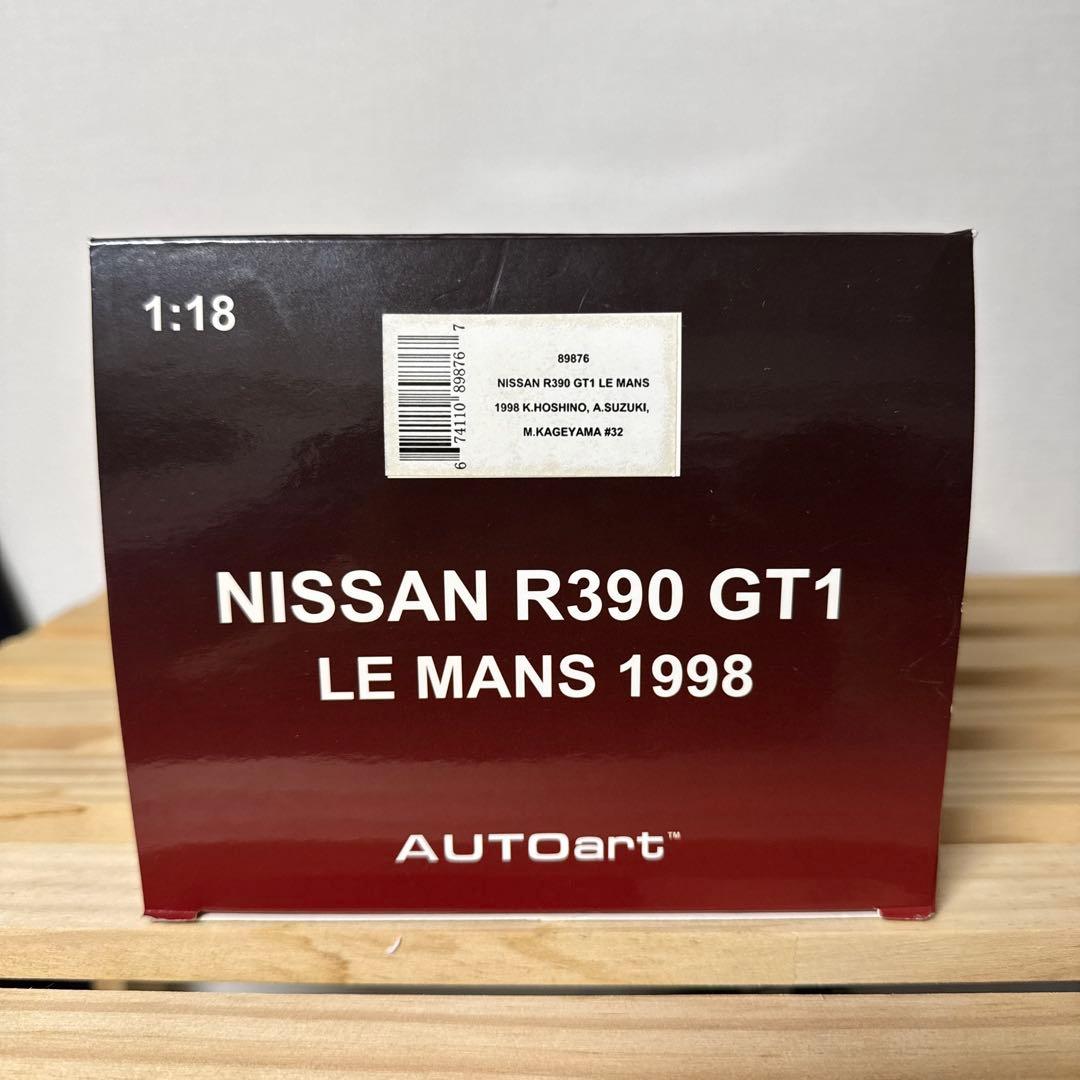 1:18
6 74110 89876 7
89876
NISSAN R390 GT1 LE MANS
1998 K.HOSHINO, A.SUZUKI,
M.KAGEYAMA #32
NISSAN R390 GT1
LE MANS 1998
AUTOart™